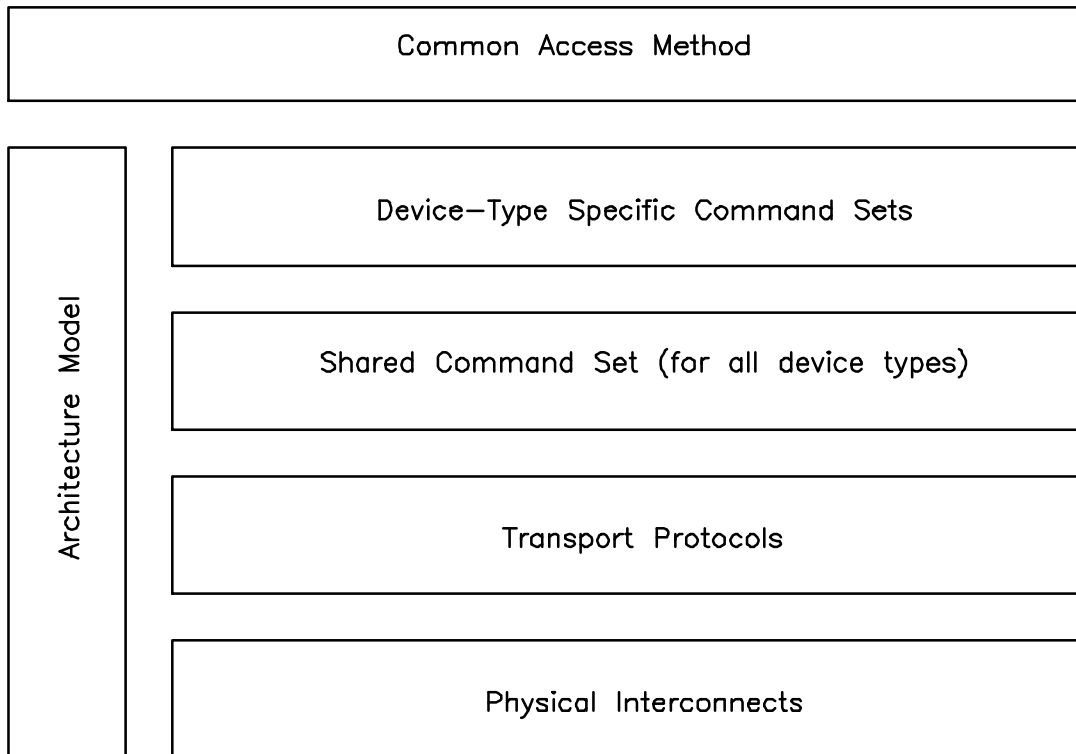 Common Access Method
Device-Type Specific Command Sets
Shared Command Set (for all device types)
Architecture Model
Transport Protocols
Physical Interconnects